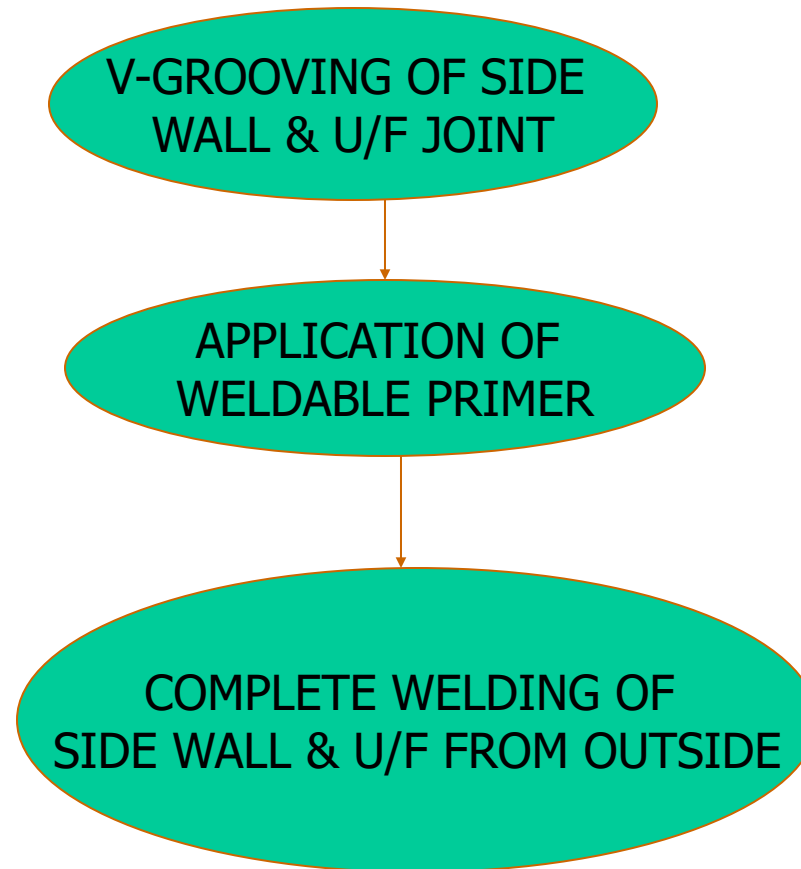 V-GROOVING OF SIDE
WALL & U/F JOINT
APPLICATION OF
WELDABLE PRIMER
COMPLETE WELDING OF
SIDE WALL & U/F FROM OUTSIDE